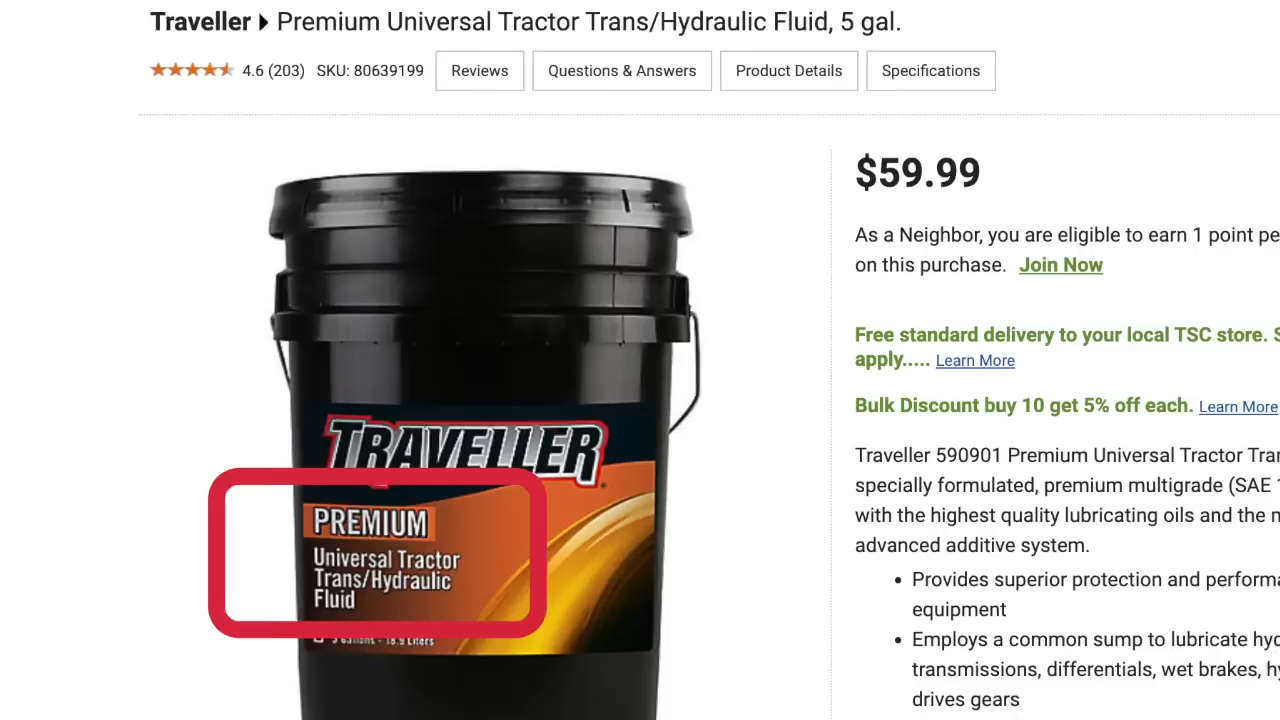 Traveller Premium Universal Tractor Trans/Hydraulic Fluid, 5 gal.
4.6 (203) SKU: 80639199 Reviews Questions & Answers Product Details Specifications
$59.99
As a Neighbor, you are eligible to earn 1 point
on this purchase. Join Now
Free standard delivery to your local TSC store.
apply..... Learn More
Bulk Discount buy 10 get 5% off each. Learn More
Traveller 590901 Premium Universal Tractor
specially formulated, premium multigrade (SAE
with the highest quality lubricating oils and the
advanced additive system.
• Provides superior protection and
equipment
• Employs a common sump to lubricate
transmissions, differentials, wet brakes,
drives gears
TRAVELLER
PREMIUM
Universal Tractor
Trans/Hydraulic
Fluid
5 Gallons - 18.9 Liters